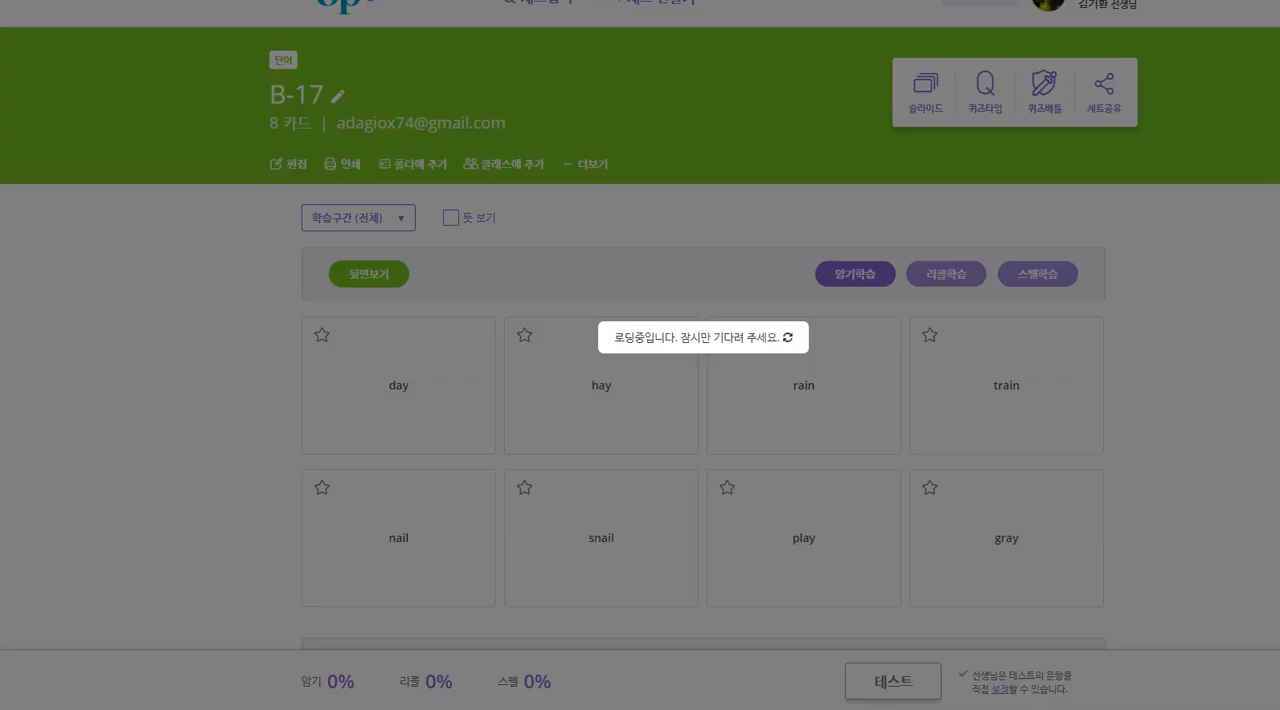 김기환 선생님
단어
B-17
8 카드 | adagiox74@gmail.com
슬라이드 퀴즈타임 퀴즈배틀 세트공유
편집 인쇄 폴더에 추가 클래스에 추가 ··· 더보기
학습구간 (전체) ▼ 뜻 보기
뒷면보기 암기학습 리콜학습 스펠학습
로딩중입니다. 잠시만 기다려 주세요.
day hay rain train
nail snail play gray
암기 0% 리콜 0% 스펠 0%
테스트
선생님은 테스트의 문항을
직접 설정할 수 있습니다.